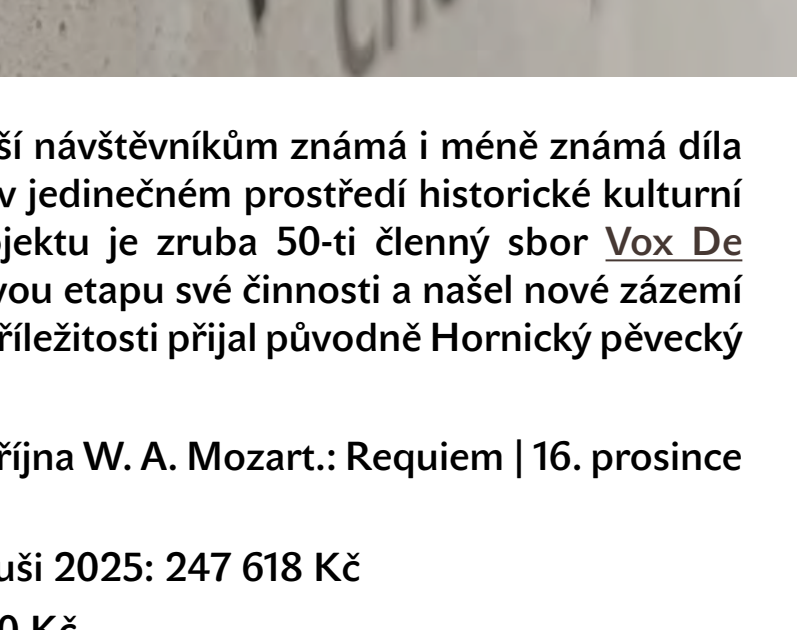 ší návštěvníkům známá i méně známá díla
v jedinečném prostředí historické kulturní
jektu je zruba 50-ti členný sbor Vox De
vou etapu své činnosti a našel nové zázemí
říležitosti přijal původně Hornický pěvecký
října W. A. Mozart.: Requiem | 16. prosince
uši 2025: 247 618 Kč
0 Kč